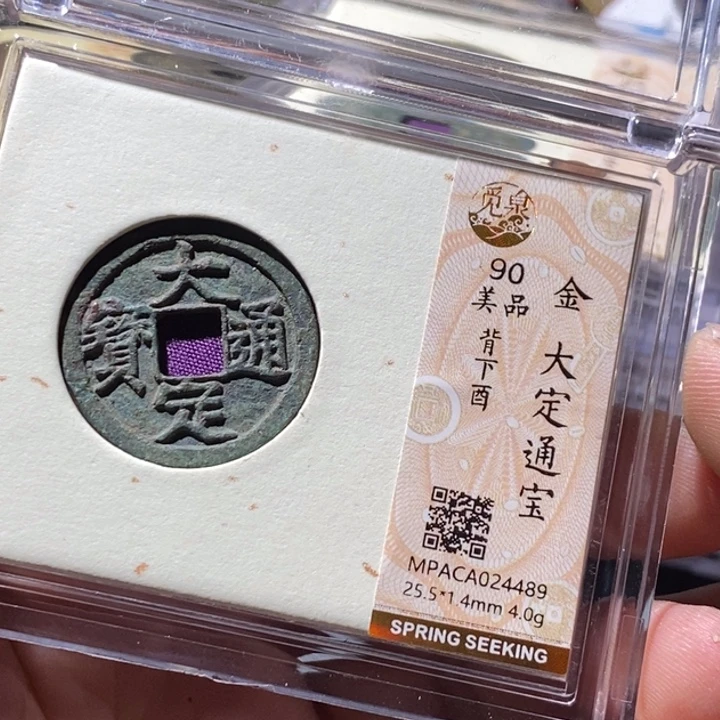 大定通寶
觅泉
金
大定通宝
90
美品
背下酉
MPACA024489
25.5*1.4mm 4.0g
SPRING SEEKING